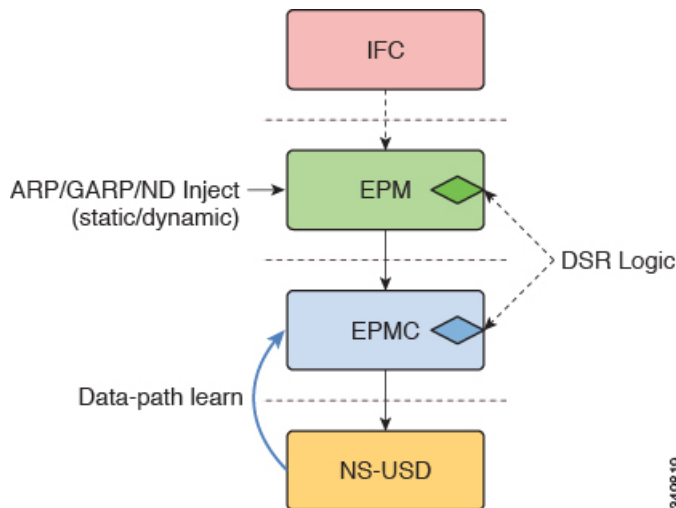 IFC
ARP/GARP/ND Inject
(static/dynamic)
EPM
DSR Logic
EPMC
Data-path learn
NS-USD